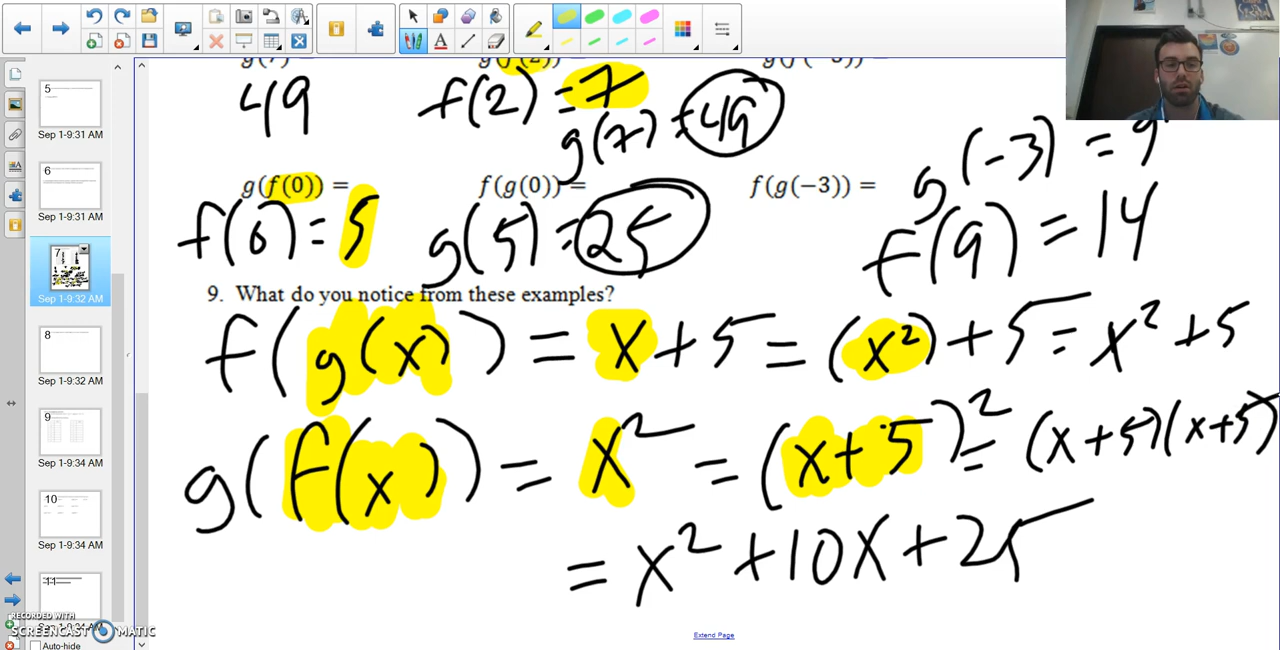 5
Sep 1-9:31 AM
6
Sep 1-9:31 AM
7
Sep 1-9:32 AM
8
Sep 1-9:32 AM
9
Sep 1-9:34 AM
10
Sep 1-9:34 AM
11
RECORDED WITH
SCREENCAST MATIC
Auto-hide
49
f(2) = 7
g(7) = 49
g(-3) = 9
g(f(0)) =
f(g(0)) =
f(g(−3)) =
f(0) = 5
g(5) = 25
f(9) = 14
9. What do you notice from these examples?
f(g(x)) = x + 5 = (x²) + 5 = x² + 5
g(f(x)) = x² = (x + 5)² = (x + 5)(x + 5)
= x² + 10x + 25
Extend Page